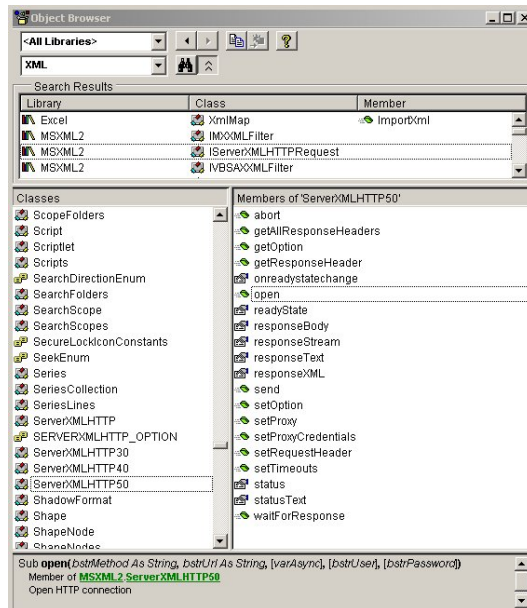 Object Browser
<All Libraries>
XML
Search Results
Library Class Member
Excel XmlMap ImportXml
MSXML2 IMXXMLFilter
MSXML2 IServerXMLHTTPRequest
MSXML2 IVBSAXXMLFilter
Classes
ScopeFolders
Script
Scriptlet
Scripts
SearchDirectionEnum
SearchFolders
SearchScope
SearchScopes
SecureLockIconConstants
SeekEnum
Series
SeriesCollection
SeriesLines
ServerXMLHTTP
SERVERXMLHTTP_OPTION
ServerXMLHTTP30
ServerXMLHTTP40
ServerXMLHTTP50
ShadowFormat
Shape
ShapeNode
ShapeNodes
Members of 'ServerXMLHTTP50'
abort
getAllResponseHeaders
getOption
getResponseHeader
onreadystatechange
open
readyState
responseBody
responseStream
responseText
responseXML
send
setOption
setProxy
setProxyCredentials
setRequestHeader
setTimeouts
status
statusText
waitForResponse
Sub open(bstrMethod As String, bstrUrl As String, [varAsync], [bstrUser], [bstrPassword])
Member of MSXML2.ServerXMLHTTP50
Open HTTP connection